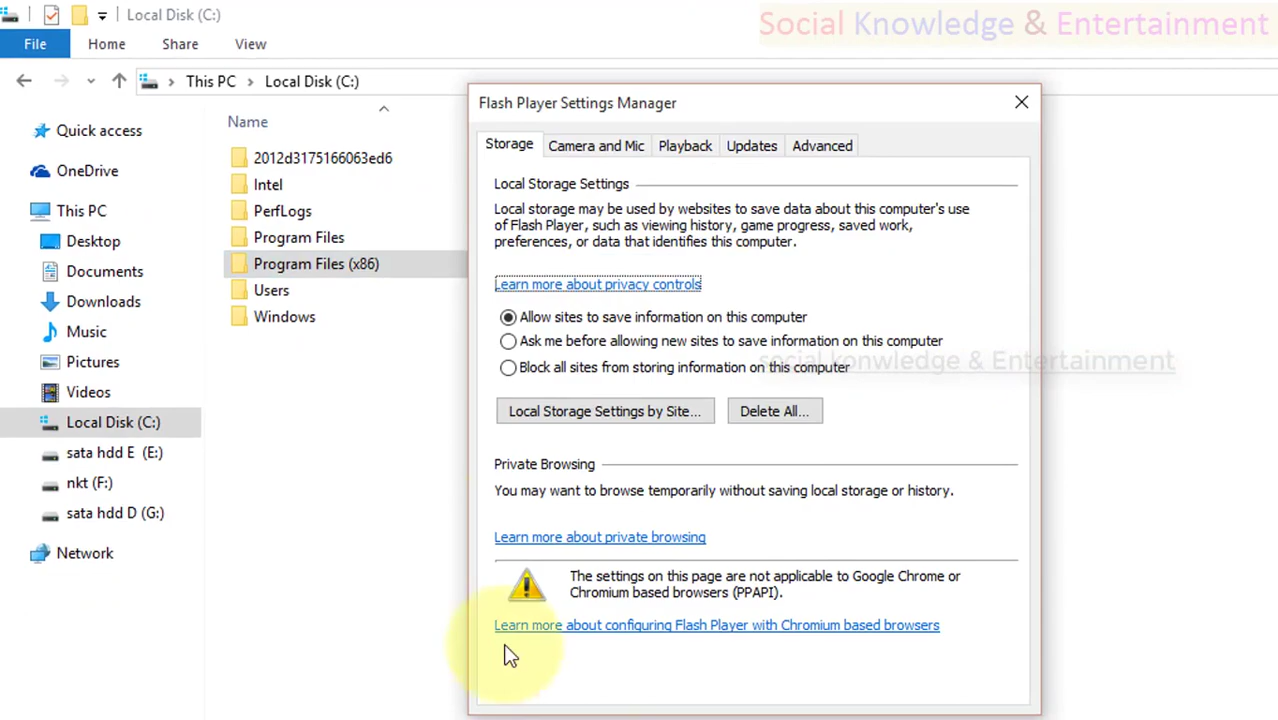 Local Disk (C:)
Social Knowledge & Entertainment
File Home Share View
This PC Local Disk (C:)
Name
Quick access
OneDrive
This PC
Desktop
Documents
Downloads
Music
Pictures
Videos
Local Disk (C:)
sata hdd E (E:)
nkt (F:)
sata hdd D (G:)
Network
2012d3175166063ed6
Intel
PerfLogs
Program Files
Program Files (x86)
Users
Windows
Flash Player Settings Manager
Storage Camera and Mic Playback Updates Advanced
Local Storage Settings
Local storage may be used by websites to save data about this computer's use
of Flash Player, such as viewing history, game progress, saved work,
preferences, or data that identifies this computer.
Learn more about privacy controls
Allow sites to save information on this computer
Ask me before allowing new sites to save information on this computer
social konwledge & Entertainment
Block all sites from storing information on this computer
Local Storage Settings by Site... Delete All...
Private Browsing
You may want to browse temporarily without saving local storage or history.
Learn more about private browsing
The settings on this page are not applicable to Google Chrome or
Chromium based browsers (PPAPI).
Learn more about configuring Flash Player with Chromium based browsers